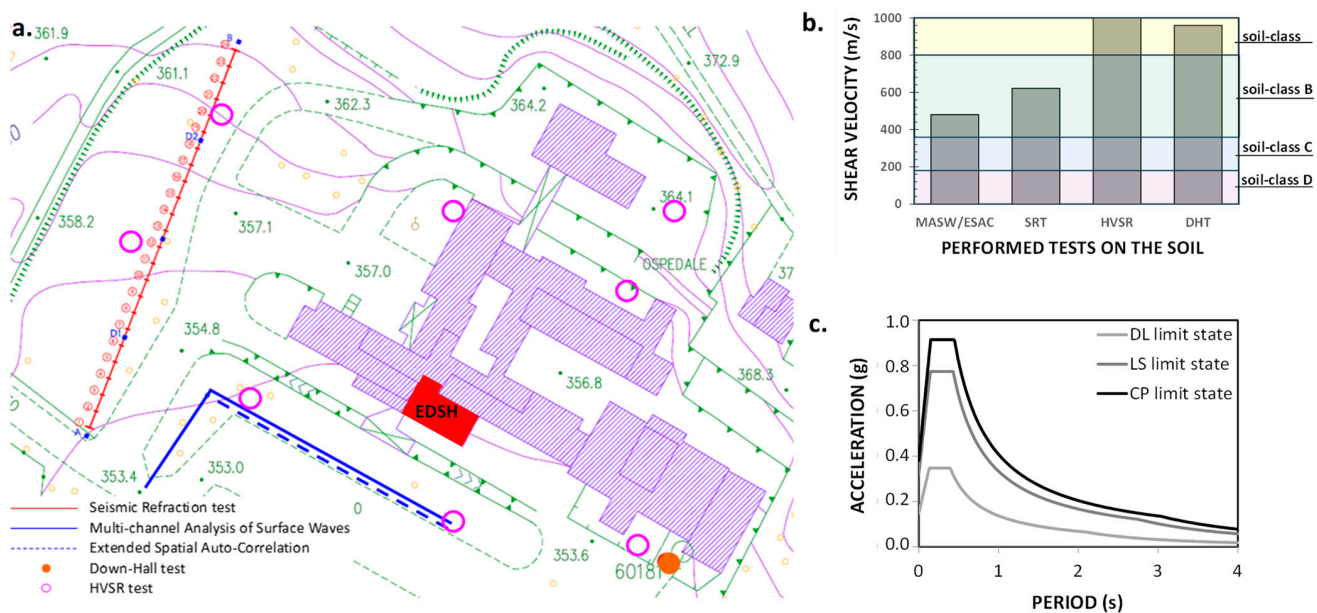 a.
361.9
361.1
B
362.3
364.2
372.9
D2
358.2
357.1
364.1
357.0
OSPEDALE
37
D1
354.8
356.8
368.3
EDSH
A
353.4
353.0
0
353.6
60181
Seismic Refraction test
Multi-channel Analysis of Surface Waves
Extended Spatial Auto-Correlation
Down-Hall test
HVSR test
b.
SHEAR VELOCITY (m/s)
1000
800
600
400
200
0
soil-class
soil-class B
soil-class C
soil-class D
MASW/ESAC SRT HVSR DHT
PERFORMED TESTS ON THE SOIL
c.
ACCELERATION (g)
1.0
0.8
0.6
0.4
0.2
0.0
DL limit state
LS limit state
CP limit state
0 1 2 3 4
PERIOD (s)